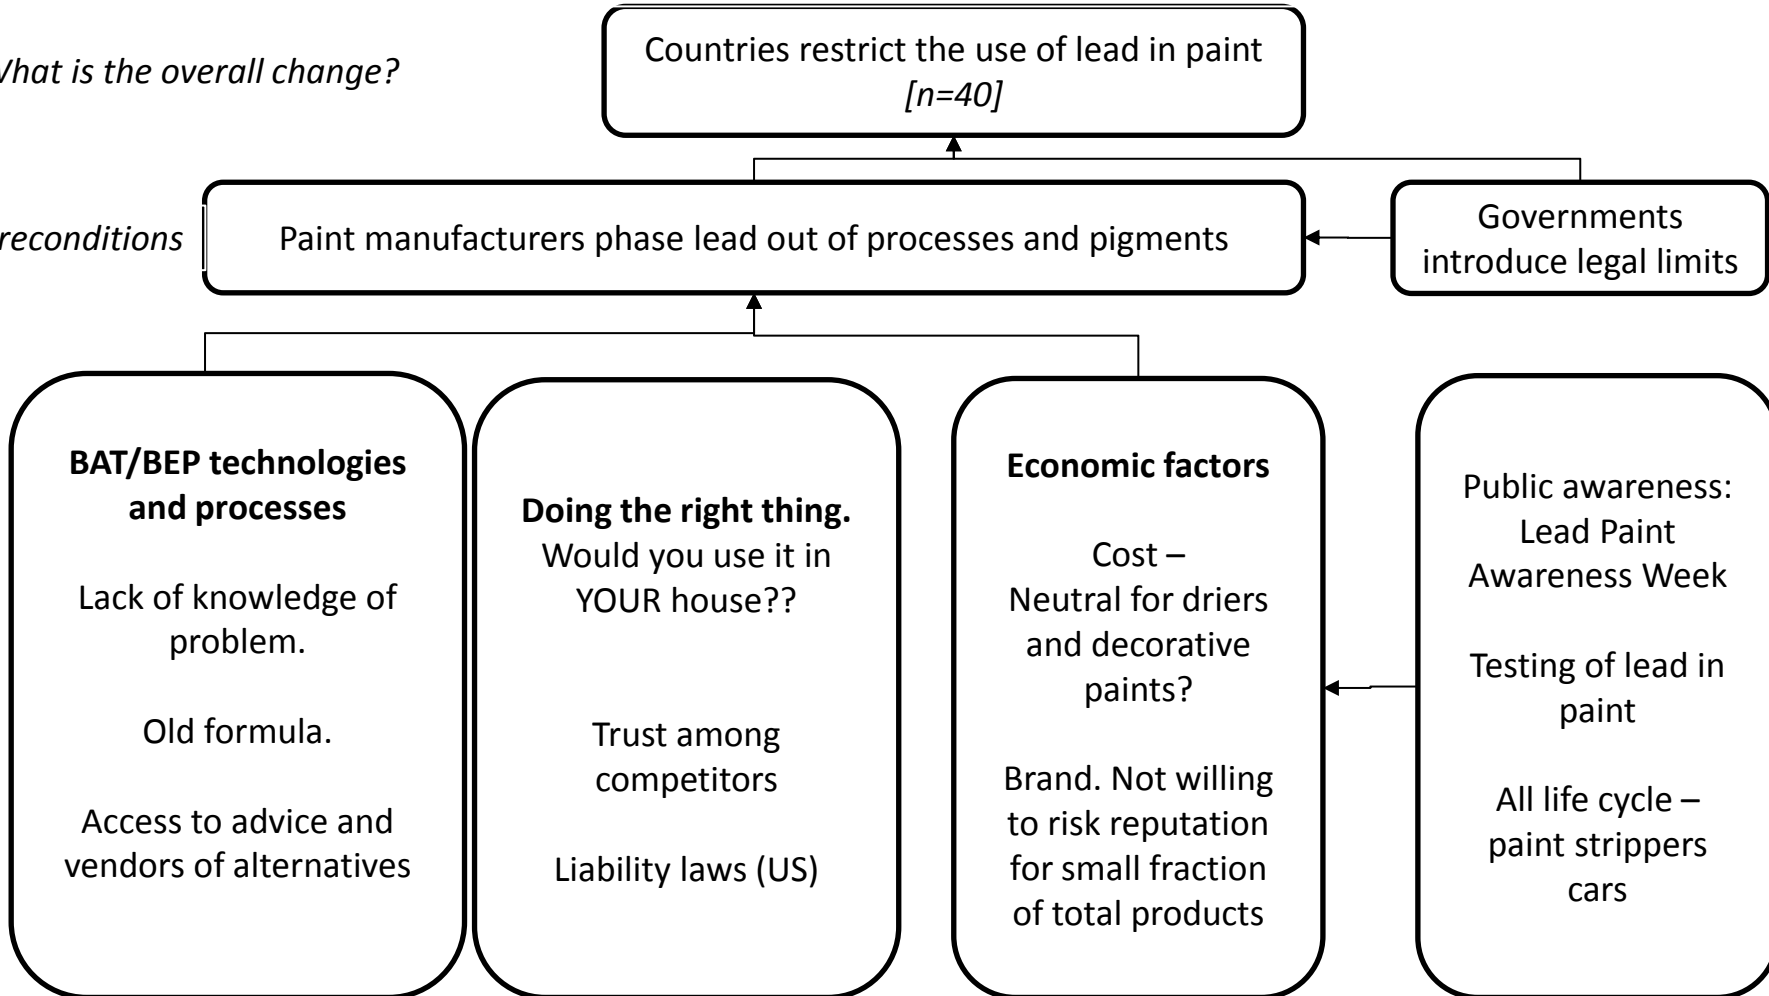 What is the overall change?
Countries restrict the use of lead in paint
[n=40]
reconditions
Paint manufacturers phase lead out of processes and pigments
Governments
introduce legal limits
BAT/BEP technologies
and processes
Lack of knowledge of
problem.
Old formula.
Access to advice and
vendors of alternatives
Doing the right thing.
Would you use it in
YOUR house??
Trust among
competitors
Liability laws (US)
Economic factors
Cost –
Neutral for driers
and decorative
paints?
Brand. Not willing
to risk reputation
for small fraction
of total products
Public awareness:
Lead Paint
Awareness Week
Testing of lead in
paint
All life cycle –
paint strippers
cars